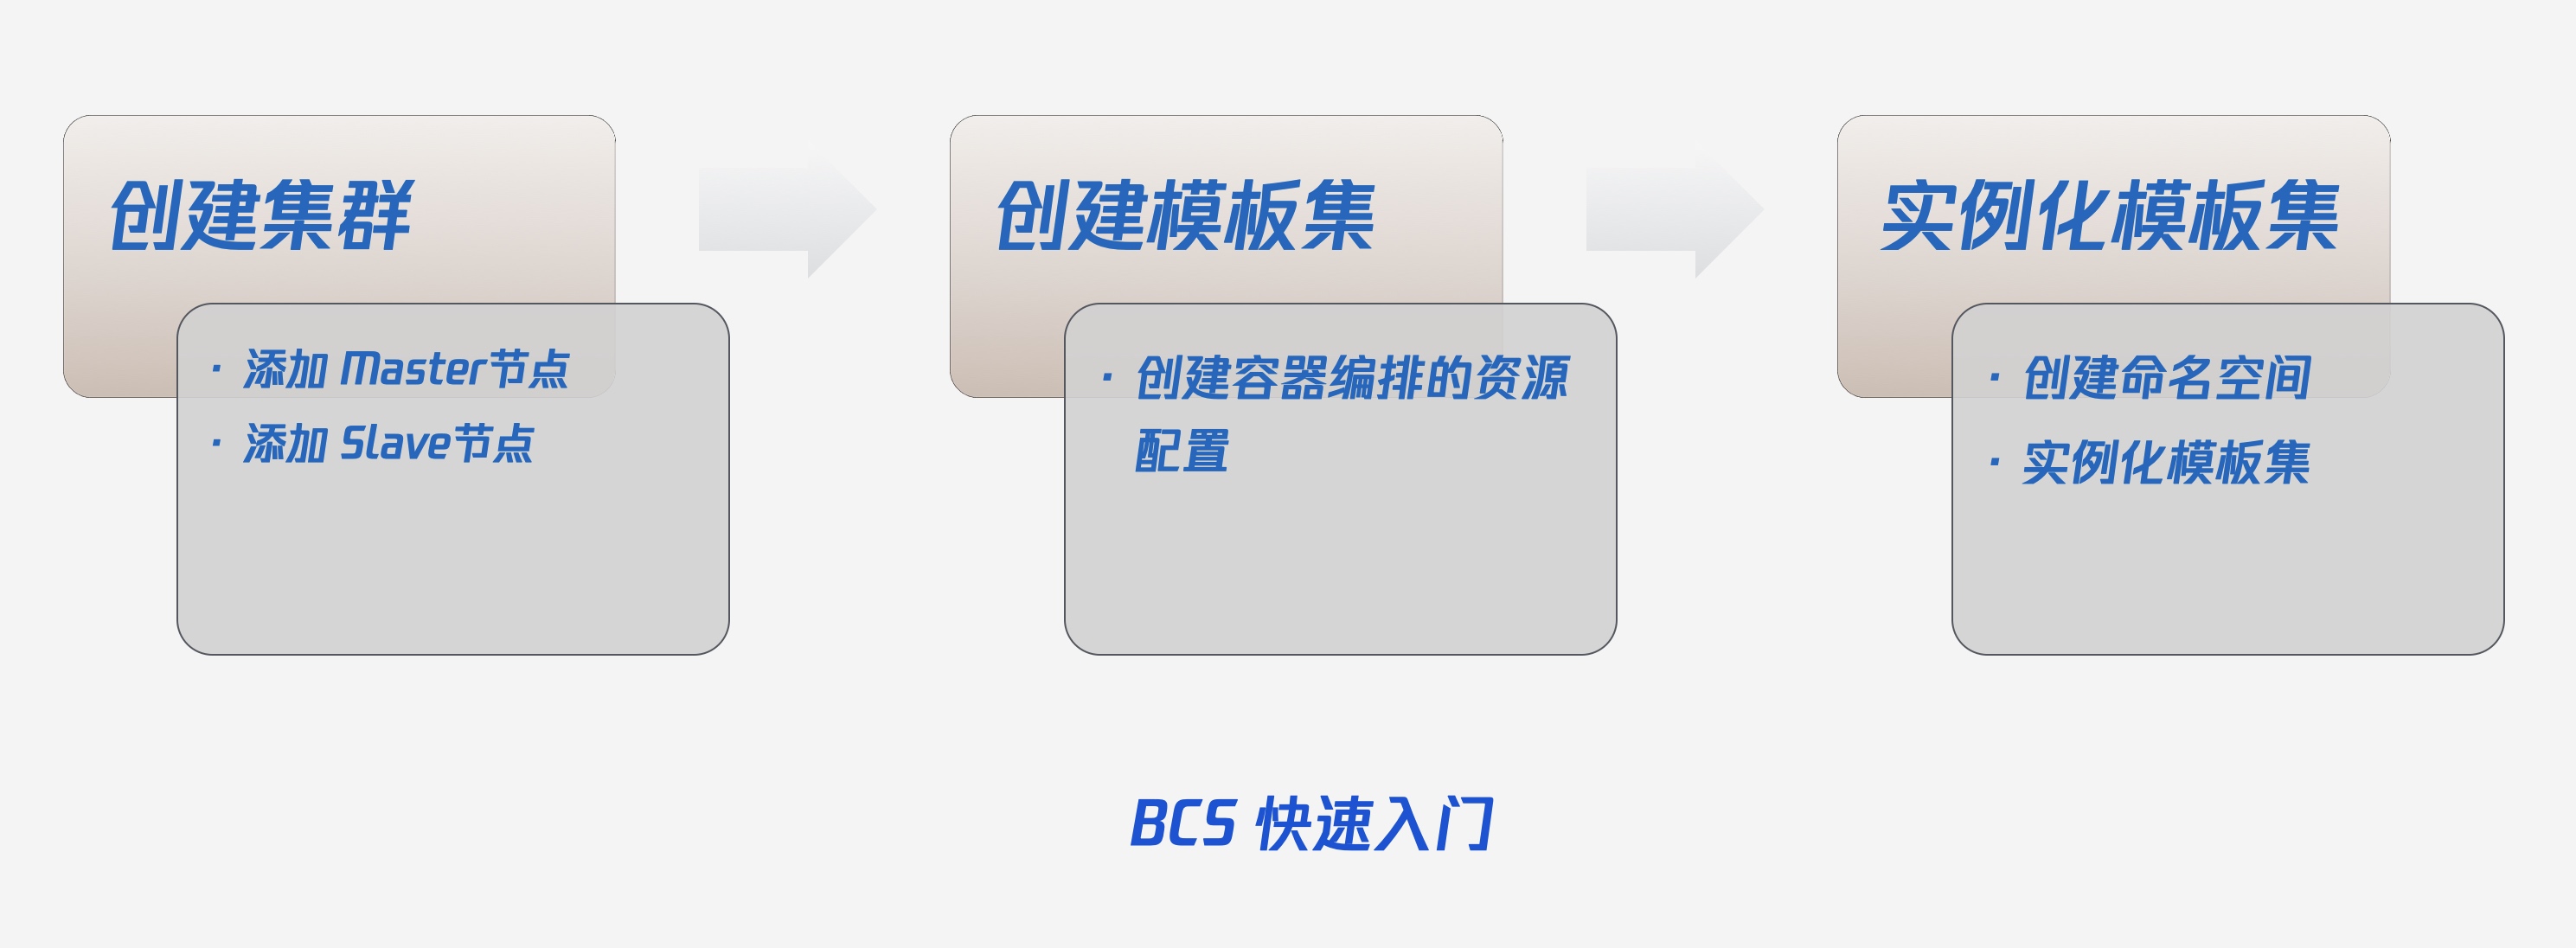 创建集群
· 添加 Master节点
· 添加 Slave节点
创建模板集
· 创建容器编排的资源
配置
实例化模板集
· 创建命名空间
· 实例化模板集
BCS 快速入门